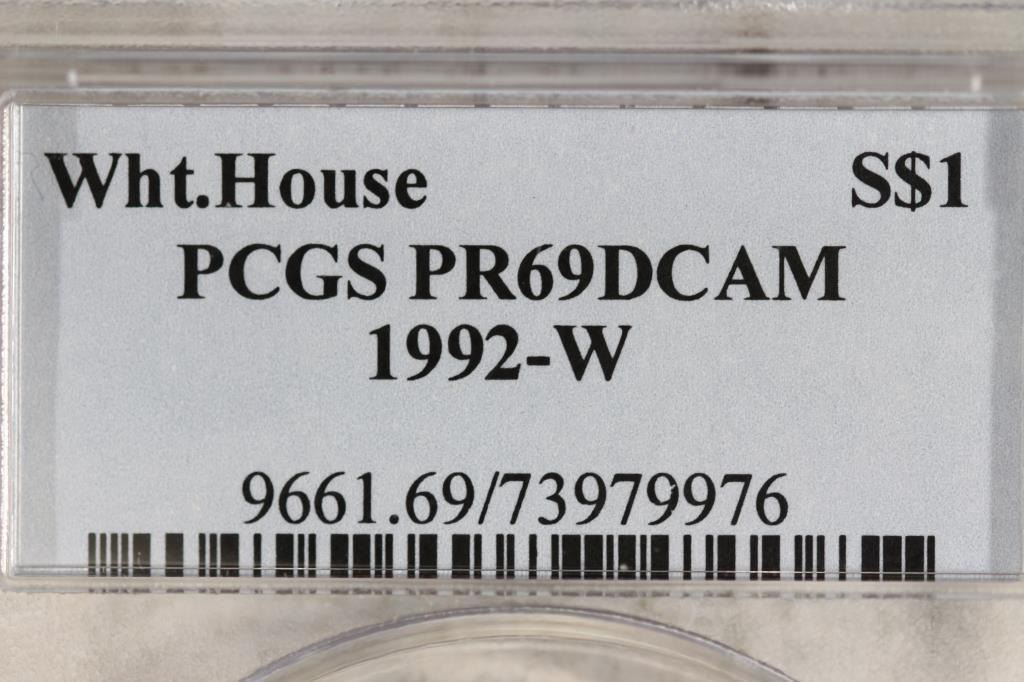 Wht.House S$1
PCGS PR69DCAM
1992-W
9661.69/73979976